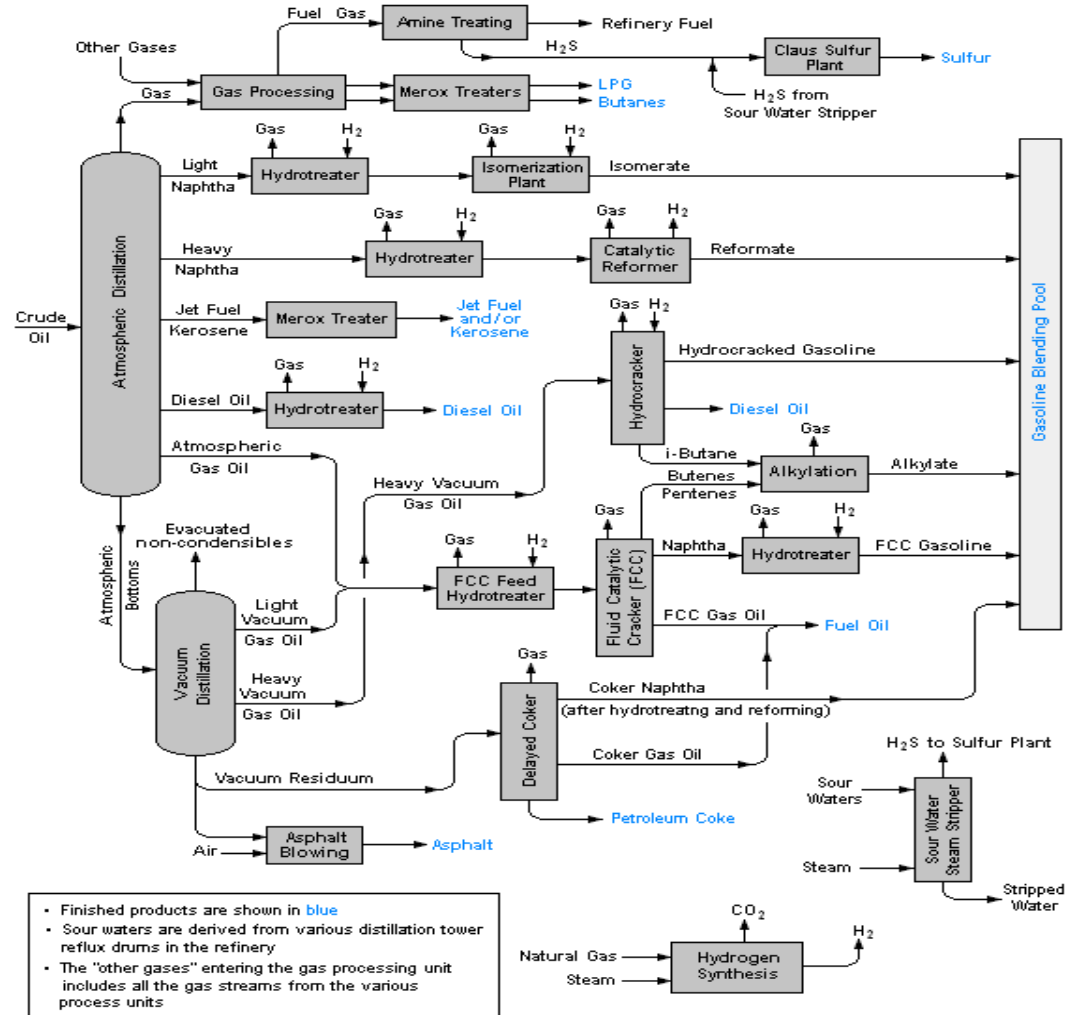 Fuel Gas
Amine Treating
Refinery Fuel
Other Gases
H2S
Claus Sulfur
Plant
Sulfur
Gas
Gas Processing
Merox Treaters
LPG
Butanes
H2S from
Sour Water Stripper
Gas
H2
Gas
H2
Light
Naphtha
Hydrotreater
Isomerization
Plant
Isomerate
Gas
H2
Gas
H2
Heavy
Naphtha
Hydrotreater
Catalytic
Reformer
Reformate
Atmospheric Distillation
Crude
Oil
Jet Fuel
Kerosene
Merox Treater
Jet Fuel
and/or
Kerosene
Gas
H2
Hydrocracker
Hydrocracked Gasoline
Gasoline Blending Pool
Gas
H2
Diesel Oil
Hydrotreater
Diesel Oil
Diesel Oil
Gas
Atmospheric
Gas Oil
i-Butane
Butenes
Pentenes
Alkylation
Alkylate
Heavy Vacuum
Gas Oil
Evacuated
non-condensibles
Gas
H2
Gas
Gas
H2
Atmospheric
Bottoms
FCC Feed
Hydrotreater
Fluid Catalytic
Cracker (FCC)
Naphtha
Hydrotreater
FCC Gasoline
Light
Vacuum
Gas Oil
FCC Gas Oil
Fuel Oil
Vacuum
Distillation
Heavy
Vacuum
Gas Oil
Gas
Delayed Coker
Coker Naphtha
(after hydrotreatng and reforming)
Coker Gas Oil
Vacuum Residuum
Petroleum Coke
H2S to Sulfur Plant
Sour
Waters
Sour Water
Steam Stripper
Steam
Stripped
Water
Air
Asphalt
Blowing
Asphalt
• Finished products are shown in blue
• Sour waters are derived from various distillation tower
reflux drums in the refinery
• The "other gases" entering the gas processing unit
includes all the gas streams from the various
process units
CO2
H2
Natural Gas
Steam
Hydrogen
Synthesis